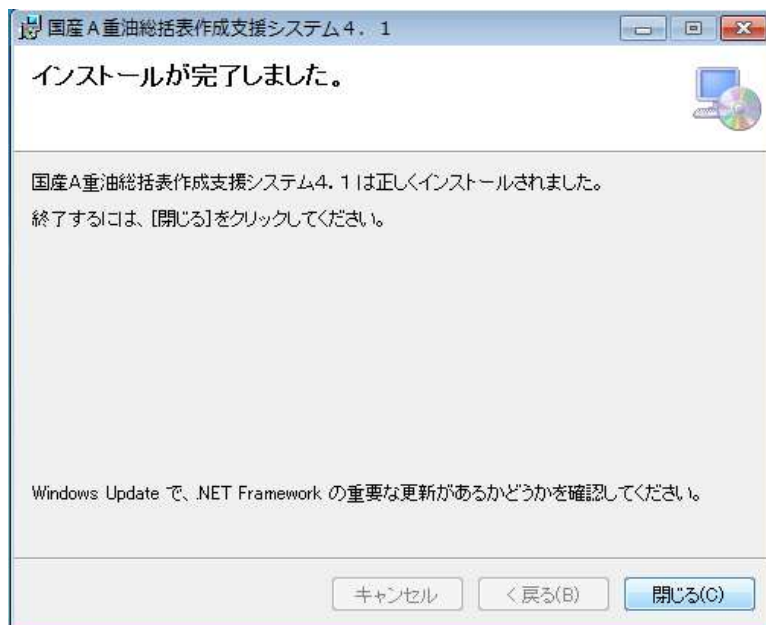 国産Ａ重油総括表作成支援システム４．１
インストールが完了しました。
国産A重油総括表作成支援システム4．1は正しくインストールされました。
終了するには、[閉じる]をクリックしてください。
Windows Update で、.NET Framework の重要な更新があるかどうかを確認してください。
キャンセル
< 戻る(B)
閉じる(C)